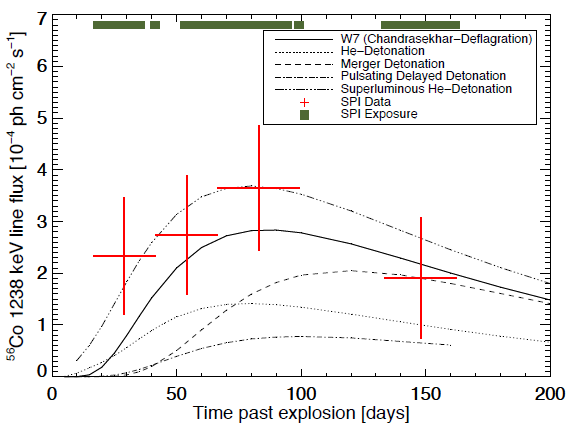 7
6
5
4
3
2
1
0
⁵⁶Co 1238 keV line flux [10⁻⁴ ph cm⁻² s⁻¹]
W7 (Chandrasekhar−Deflagration)
He−Detonation
Merger Detonation
Pulsating Delayed Detonation
Superluminous He−Detonation
SPI Data
SPI Exposure
0 50 100 150 200
Time past explosion [days]